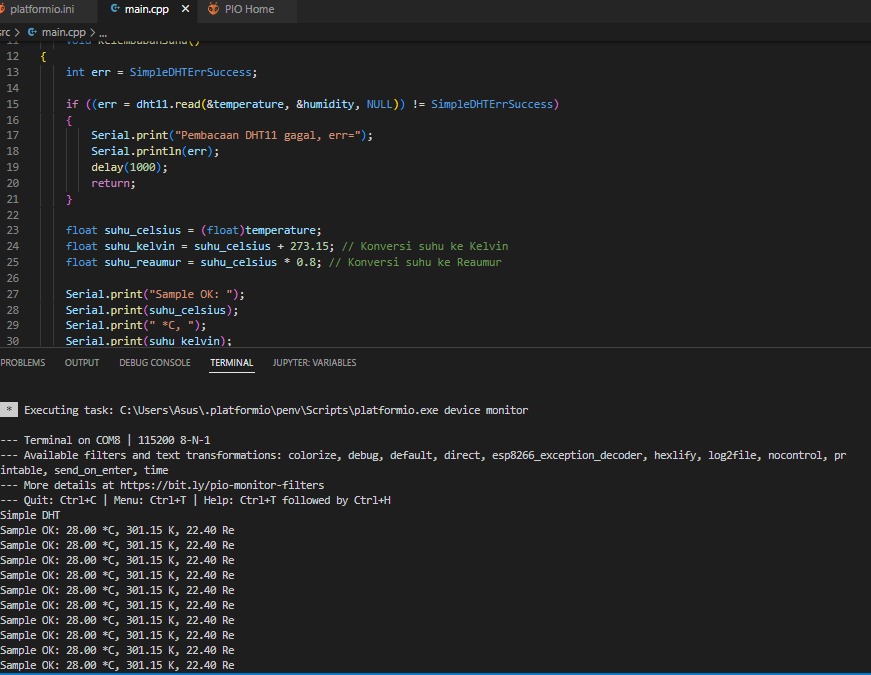 platformio.ini main.cpp × PIO Home
src > main.cpp > ...
11 void KelembabanSuhu()
12 {
13 int err = SimpleDHTErrSuccess;
14
15 if ((err = dht11.read(&temperature, &humidity, NULL)) != SimpleDHTErrSuccess)
16 {
17 Serial.print("Pembacaan DHT11 gagal, err=");
18 Serial.println(err);
19 delay(1000);
20 return;
21 }
22
23 float suhu_celsius = (float)temperature;
24 float suhu_kelvin = suhu_celsius + 273.15; // Konversi suhu ke Kelvin
25 float suhu_reaumur = suhu_celsius * 0.8; // Konversi suhu ke Reaumur
26
27 Serial.print("Sample OK: ");
28 Serial.print(suhu_celsius);
29 Serial.print(" *C, ");
30 Serial.print(suhu_kelvin);
PROBLEMS OUTPUT DEBUG CONSOLE TERMINAL JUPYTER: VARIABLES
* Executing task: C:\Users\Asus\.platformio\penv\Scripts\platformio.exe device monitor
--- Terminal on COM8 | 115200 8-N-1
--- Available filters and text transformations: colorize, debug, default, direct, esp8266_exception_decoder, hexlify, log2file, nocontrol, pr
intable, send_on_enter, time
--- More details at https://bit.ly/pio-monitor-filters
--- Quit: Ctrl+C | Menu: Ctrl+T | Help: Ctrl+T followed by Ctrl+H
Simple DHT
Sample OK: 28.00 *C, 301.15 K, 22.40 Re
Sample OK: 28.00 *C, 301.15 K, 22.40 Re
Sample OK: 28.00 *C, 301.15 K, 22.40 Re
Sample OK: 28.00 *C, 301.15 K, 22.40 Re
Sample OK: 28.00 *C, 301.15 K, 22.40 Re
Sample OK: 28.00 *C, 301.15 K, 22.40 Re
Sample OK: 28.00 *C, 301.15 K, 22.40 Re
Sample OK: 28.00 *C, 301.15 K, 22.40 Re
Sample OK: 28.00 *C, 301.15 K, 22.40 Re
Sample OK: 28.00 *C, 301.15 K, 22.40 Re